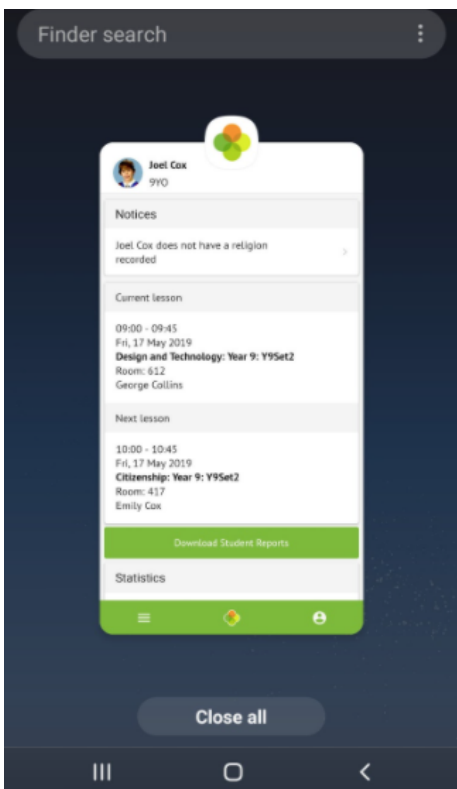 Finder search
Joel Cox
9YO
Notices
Joel Cox does not have a religion
recorded
Current lesson
09:00 - 09:45
Fri, 17 May 2019
Design and Technology: Year 9: Y9Set2
Room: 612
George Collins
Next lesson
10:00 - 10:45
Fri, 17 May 2019
Citizenship: Year 9: Y9Set2
Room: 417
Emily Cox
Download Student Reports
Statistics
Close all